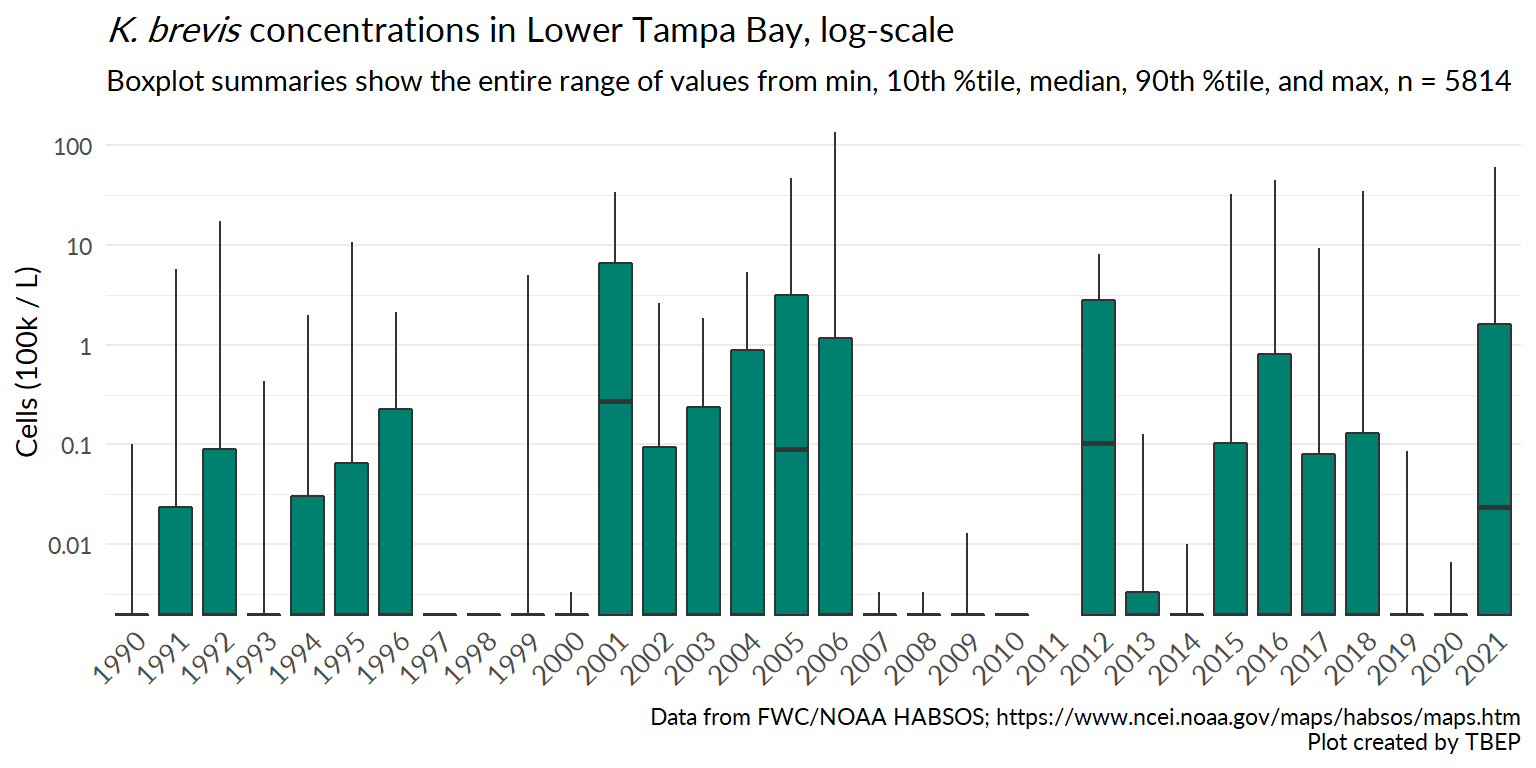 K. brevis concentrations in Lower Tampa Bay, log-scale
Boxplot summaries show the entire range of values from min, 10th %tile, median, 90th %tile, and max, n = 5814
Cells (100k / L)
100
10
1
0.1
0.01
1990 1991 1992 1993 1994 1995 1996 1997 1998 1999 2000 2001 2002 2003 2004 2005 2006 2007 2008 2009 2010 2011 2012 2013 2014 2015 2016 2017 2018 2019 2020 2021
Data from FWC/NOAA HABSOS; https://www.ncei.noaa.gov/maps/habsos/maps.htm
Plot created by TBEP